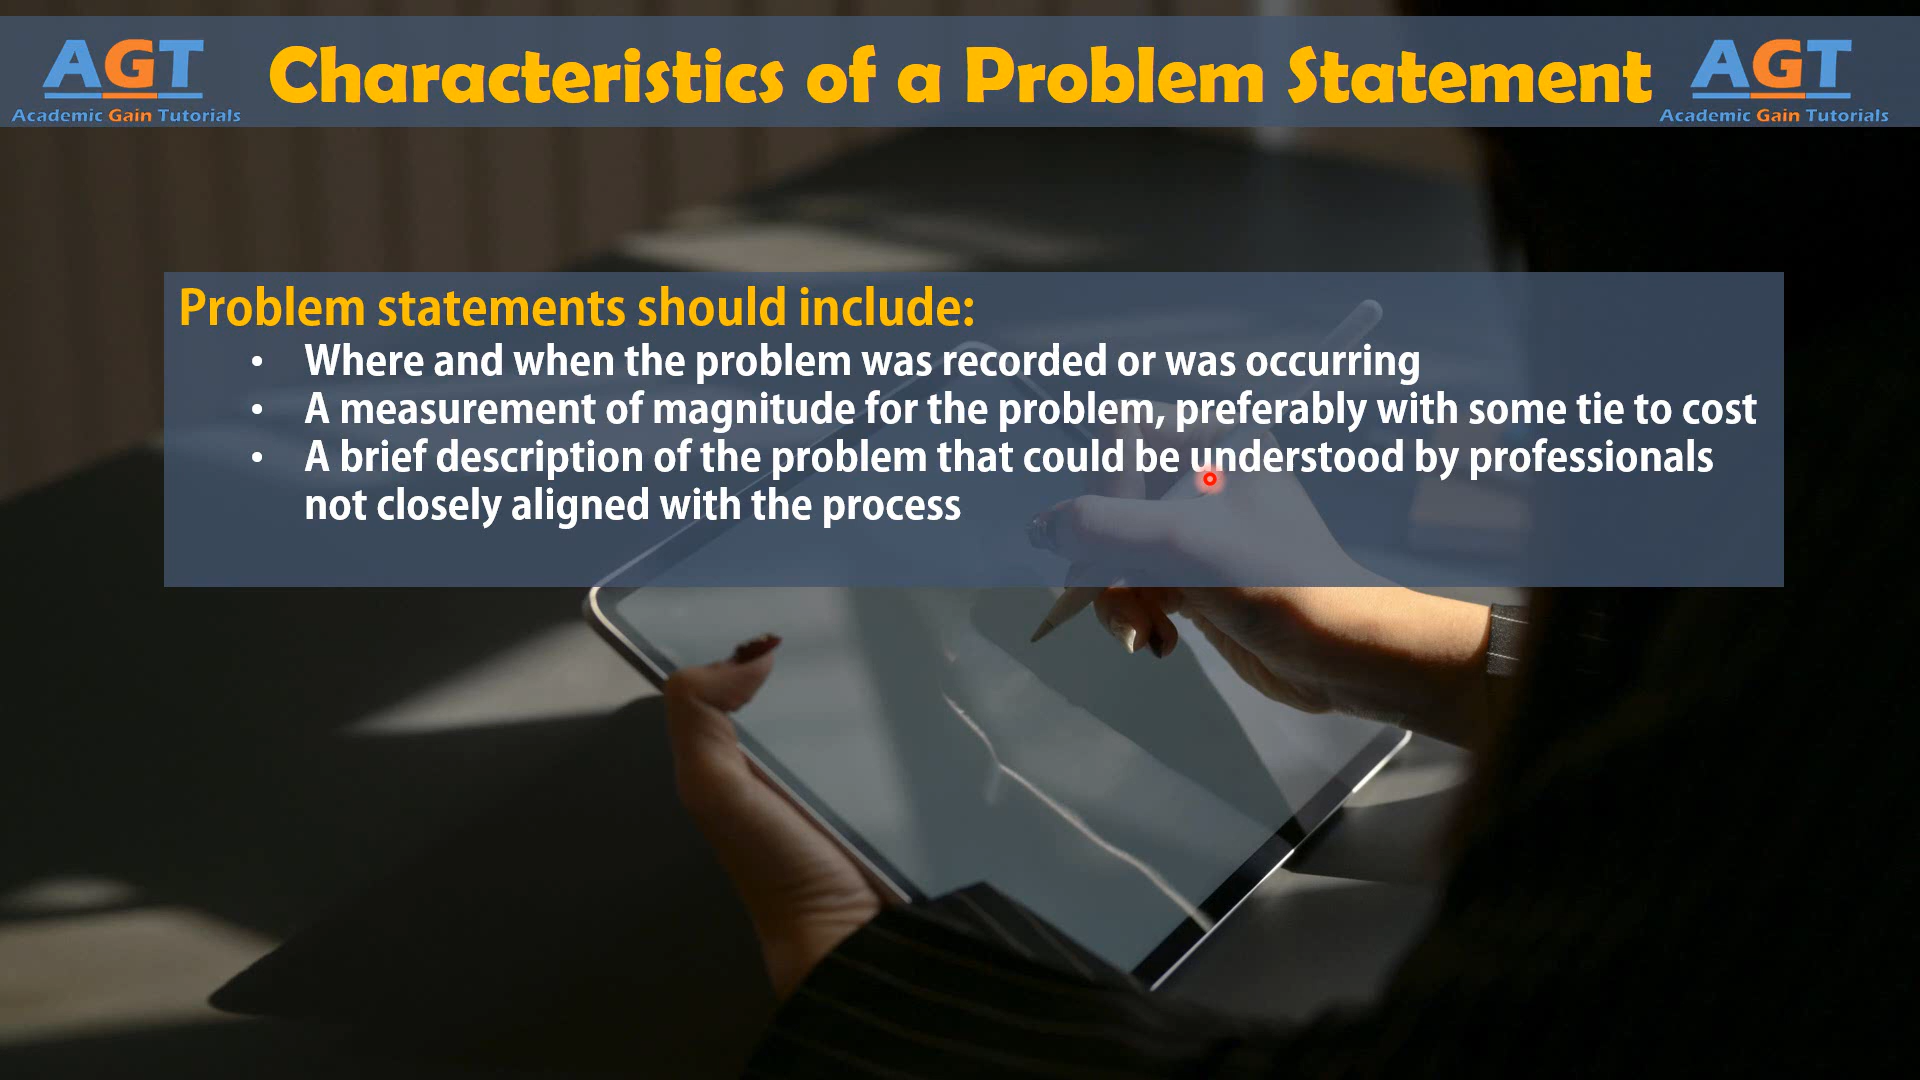 AGT
Academic Gain Tutorials
Characteristics of a Problem Statement
AGT
Academic Gain Tutorials
Problem statements should include:
• Where and when the problem was recorded or was occurring
• A measurement of magnitude for the problem, preferably with some tie to cost
• A brief description of the problem that could be understood by professionals
not closely aligned with the process